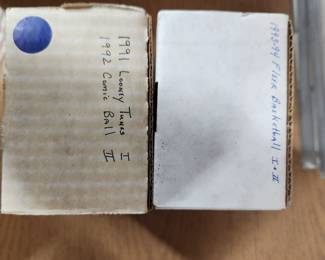 1991 Looney Tunes I
1992 Comic Ball II
1993-94 Fleer Basketball I & II